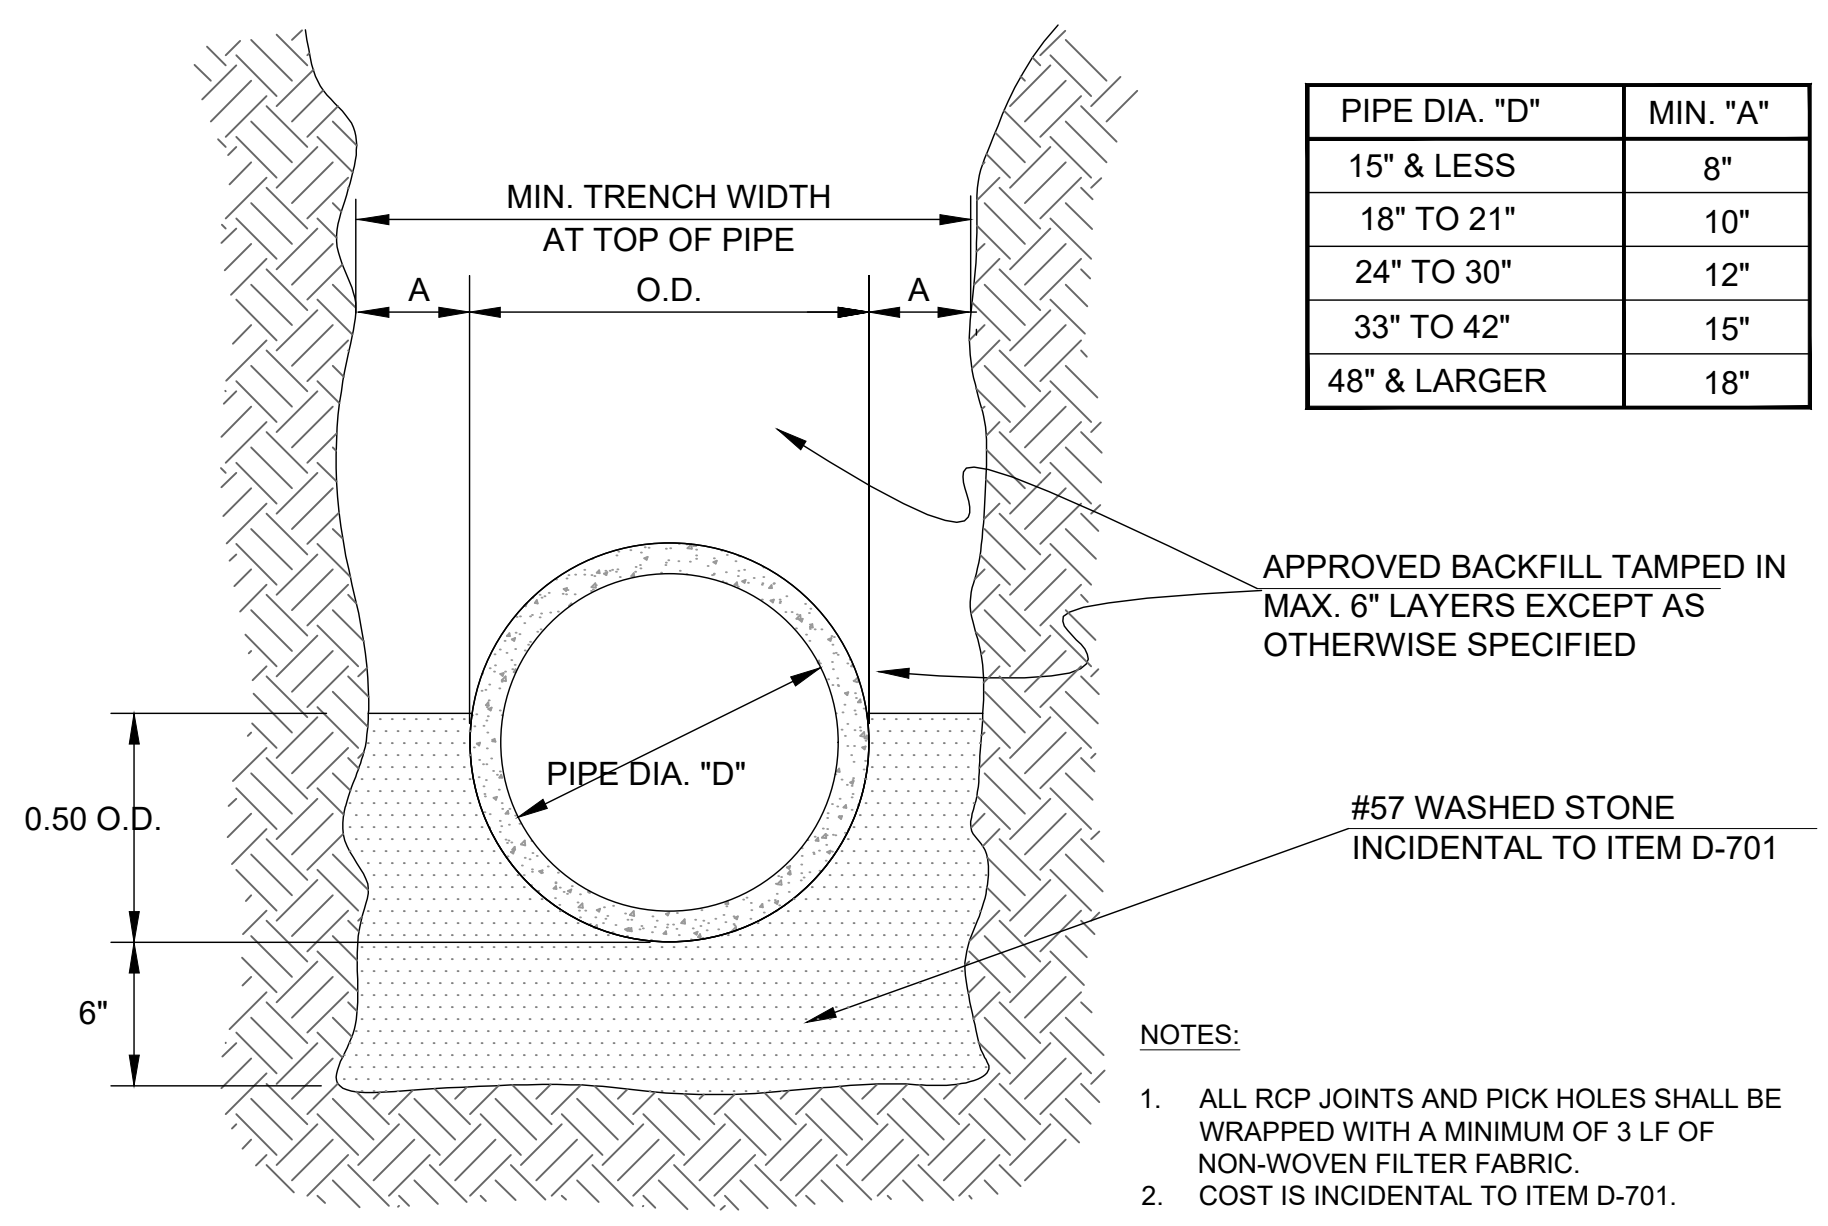 PIPE DIA. "D" MIN. "A"
15" & LESS 8"
18" TO 21" 10"
24" TO 30" 12"
33" TO 42" 15"
48" & LARGER 18"
MIN. TRENCH WIDTH
AT TOP OF PIPE
A O.D. A
APPROVED BACKFILL TAMPED IN
MAX. 6" LAYERS EXCEPT AS
OTHERWISE SPECIFIED
PIPE DIA. "D"
0.50 O.D.
#57 WASHED STONE
INCIDENTAL TO ITEM D-701
6"
NOTES:
1. ALL RCP JOINTS AND PICK HOLES SHALL BE
WRAPPED WITH A MINIMUM OF 3 LF OF
NON-WOVEN FILTER FABRIC.
2. COST IS INCIDENTAL TO ITEM D-701.